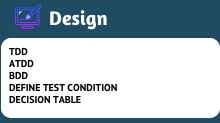 Design
TDD
ATDD
BDD
DEFINE TEST CONDITION
DECISION TABLE